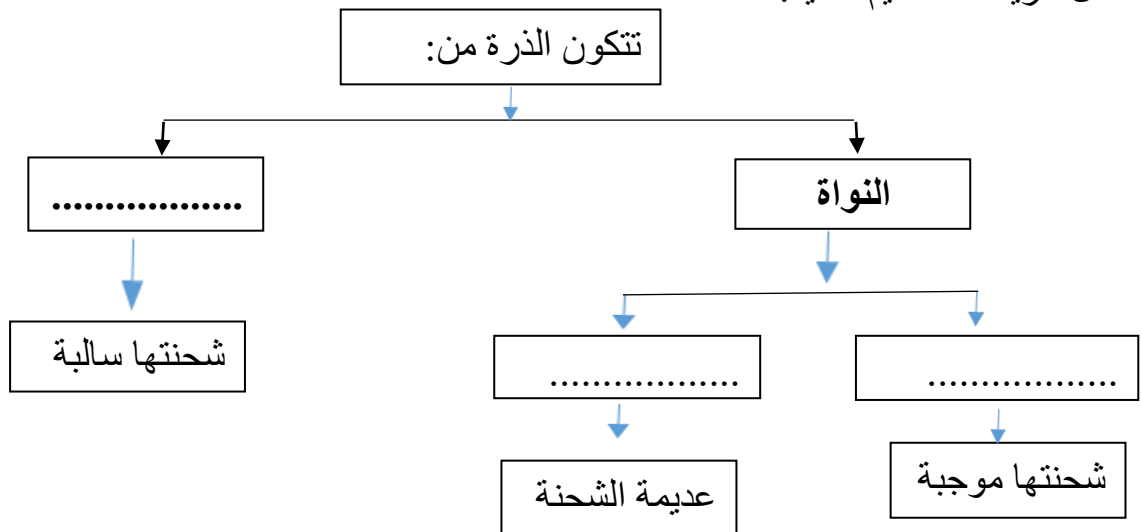 تتكون الذرة من:
النواة
..................
..................
..................
شحنتها موجبة
عديمة الشحنة
شحنتها سالبة